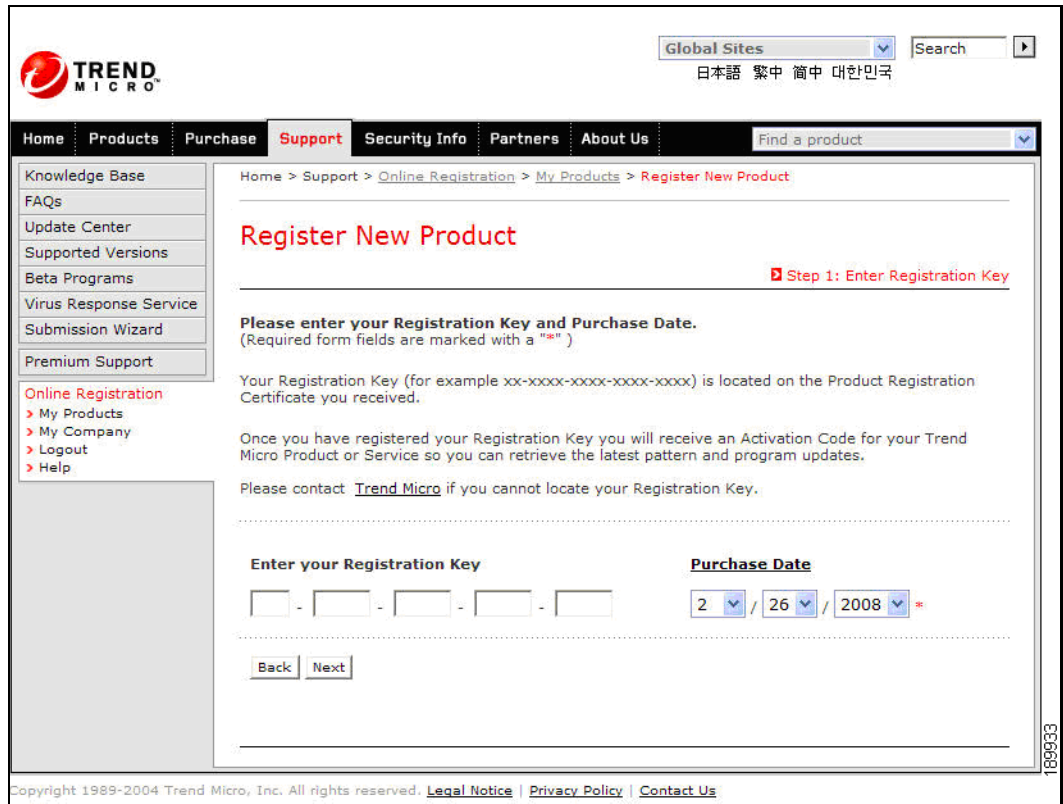 TREND
MICRO™
Global Sites
Search
日本語 繁中 简中 대한민국
Home Products Purchase Support Security Info Partners About Us
Find a product
Knowledge Base
FAQs
Update Center
Supported Versions
Beta Programs
Virus Response Service
Submission Wizard
Premium Support
Online Registration
My Products
My Company
Logout
Help
Home > Support > Online Registration > My Products > Register New Product
Register New Product
Step 1: Enter Registration Key
Please enter your Registration Key and Purchase Date.
(Required form fields are marked with a "*" )
Your Registration Key (for example xx-xxxx-xxxx-xxxx-xxxx) is located on the Product Registration
Certificate you received.
Once you have registered your Registration Key you will receive an Activation Code for your Trend
Micro Product or Service so you can retrieve the latest pattern and program updates.
Please contact Trend Micro if you cannot locate your Registration Key.
Enter your Registration Key
- - - -
Purchase Date
2 / 26 / 2008 *
Back Next
189933
Copyright 1989-2004 Trend Micro, Inc. All rights reserved. Legal Notice | Privacy Policy | Contact Us